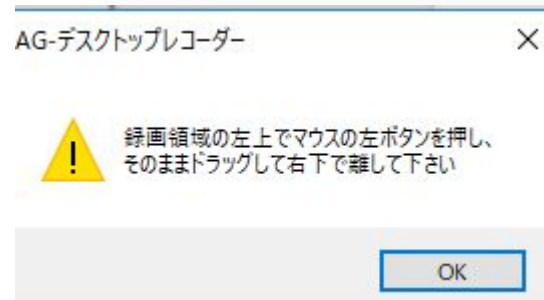 AG-デスクトップレコーダー
録画領域の左上でマウスの左ボタンを押し、
そのままドラッグして右下で離して下さい
OK